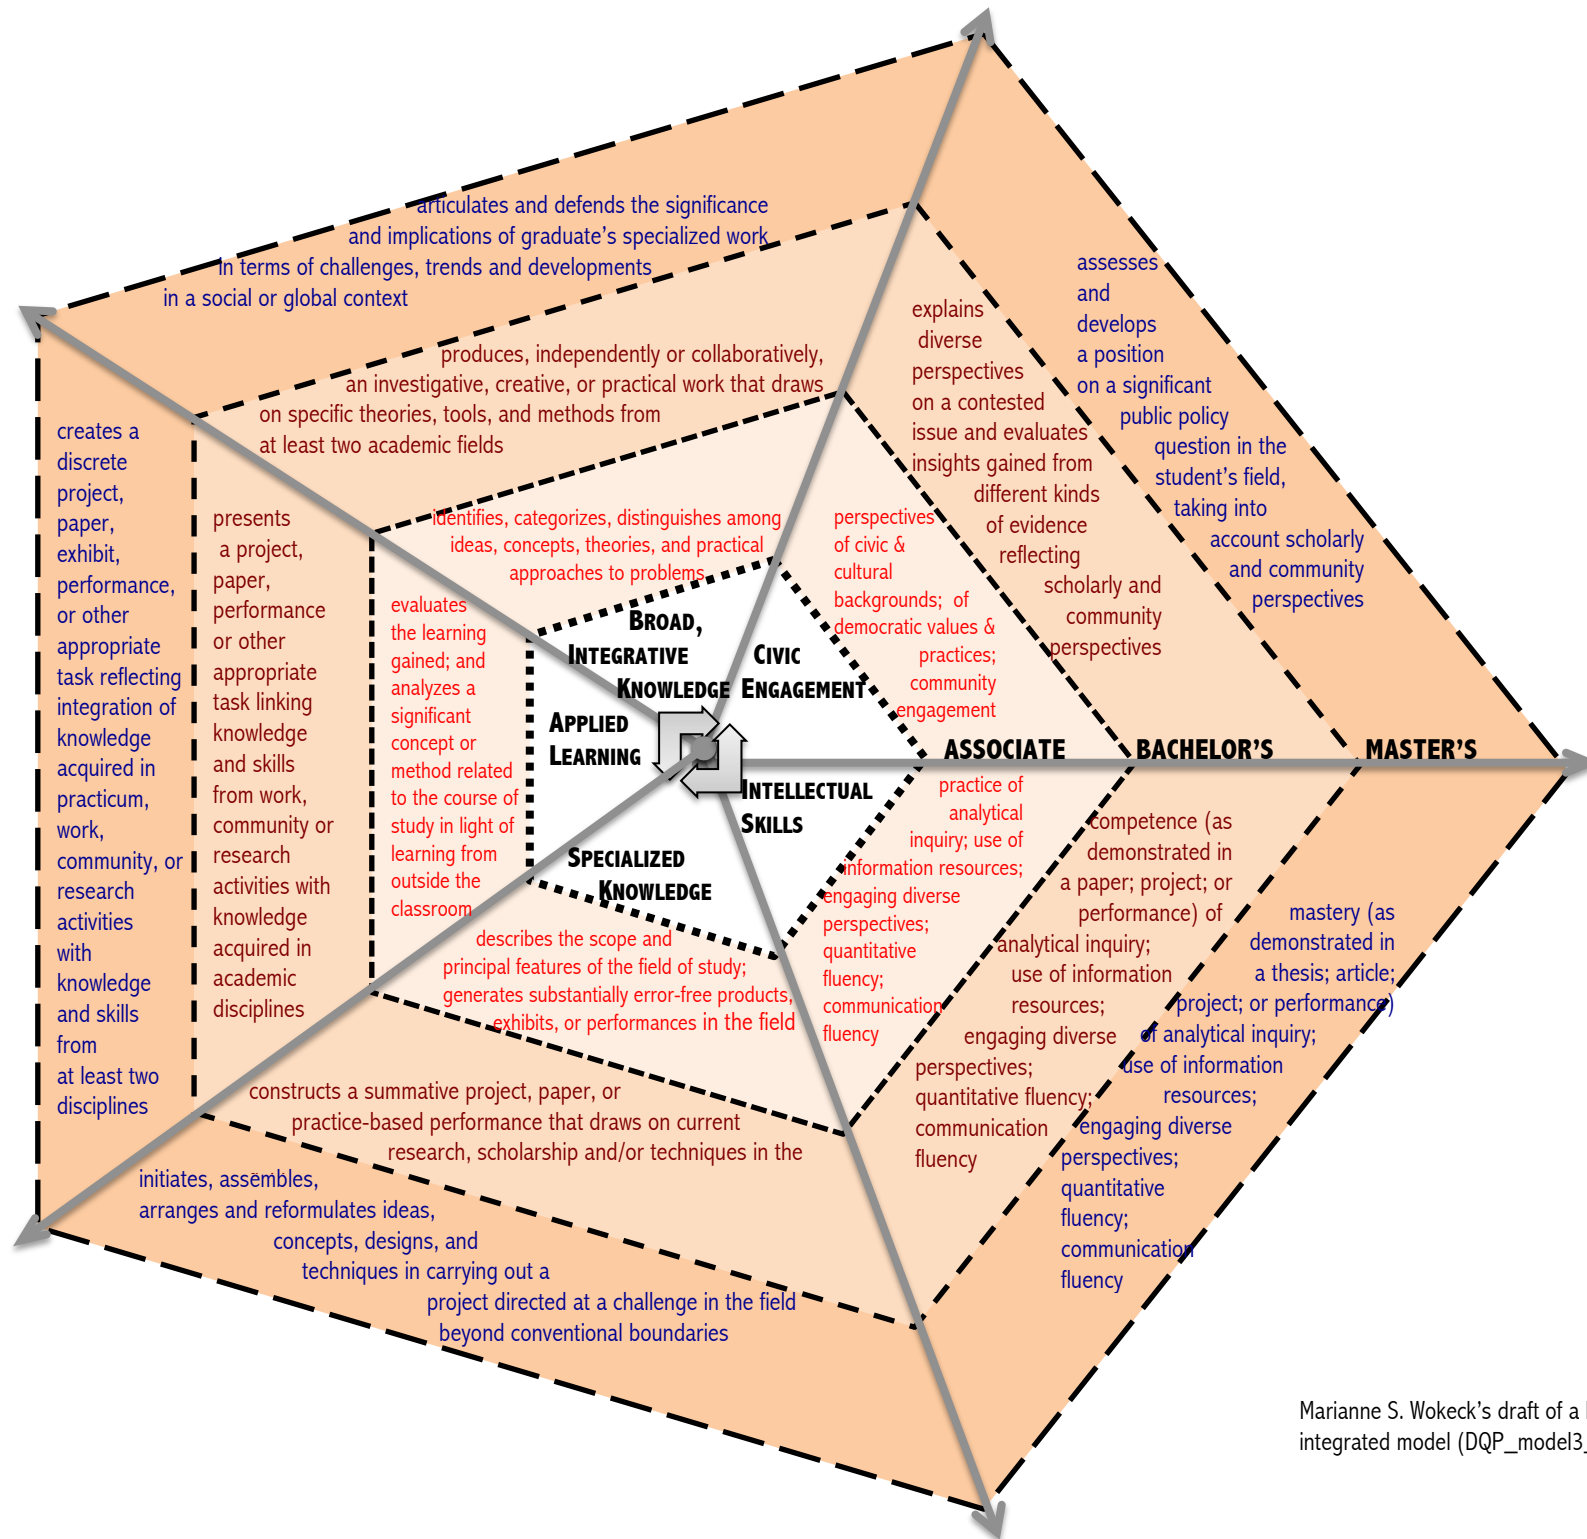 articulates and defends the significance
and implications of graduate's specialized work
in terms of challenges, trends and developments
in a social or global context
produces, independently or collaboratively,
an investigative, creative, or practical work that draws
on specific theories, tools, and methods from
at least two academic fields
identifies, categorizes, distinguishes among
ideas, concepts, theories, and practical
approaches to problems
BROAD,
INTEGRATIVE
KNOWLEDGE
assesses
and
develops
a position
on a significant
public policy
question in the
student's field,
taking into
account scholarly
and community
perspectives
explains
diverse
perspectives
on a contested
issue and evaluates
insights gained from
different kinds
of evidence
reflecting
scholarly and
community
perspectives
perspectives
of civic &
cultural
backgrounds; of
democratic values &
practices;
community
engagement
CIVIC
ENGAGEMENT
creates a
discrete
project,
paper,
exhibit,
performance,
or other
appropriate
task reflecting
integration of
knowledge
acquired in
practicum,
work,
community, or
research
activities
with
knowledge
and skills
from
at least two
disciplines
presents
a project,
paper,
performance
or other
appropriate
task linking
knowledge
and skills
from work,
community or
research
activities with
knowledge
acquired in
academic
disciplines
evaluates
the learning
gained; and
analyzes a
significant
concept or
method related
to the course of
study in light of
learning from
outside the
classroom
APPLIED
LEARNING
ASSOCIATE
BACHELOR'S
MASTER'S
INTELLECTUAL
SKILLS
practice of
analytical
inquiry; use of
information resources;
engaging diverse
perspectives;
quantitative
fluency;
communication
fluency
competence (as
demonstrated in
a paper; project; or
performance) of
analytical inquiry;
use of information
resources;
engaging diverse
perspectives;
quantitative fluency;
communication
fluency
mastery (as
demonstrated in
a thesis; article;
project; or performance)
of analytical inquiry;
use of information
resources;
engaging diverse
perspectives;
quantitative
fluency;
communication
fluency
SPECIALIZED
KNOWLEDGE
describes the scope and
principal features of the field of study;
generates substantially error-free products,
exhibits, or performances in the field
constructs a summative project, paper, or
practice-based performance that draws on current
research, scholarship and/or techniques in the
initiates, assembles,
arranges and reformulates ideas,
concepts, designs, and
techniques in carrying out a
project directed at a challenge in the field
beyond conventional boundaries
Marianne S. Wokeck's draft of a
integrated model (DQP_model3_